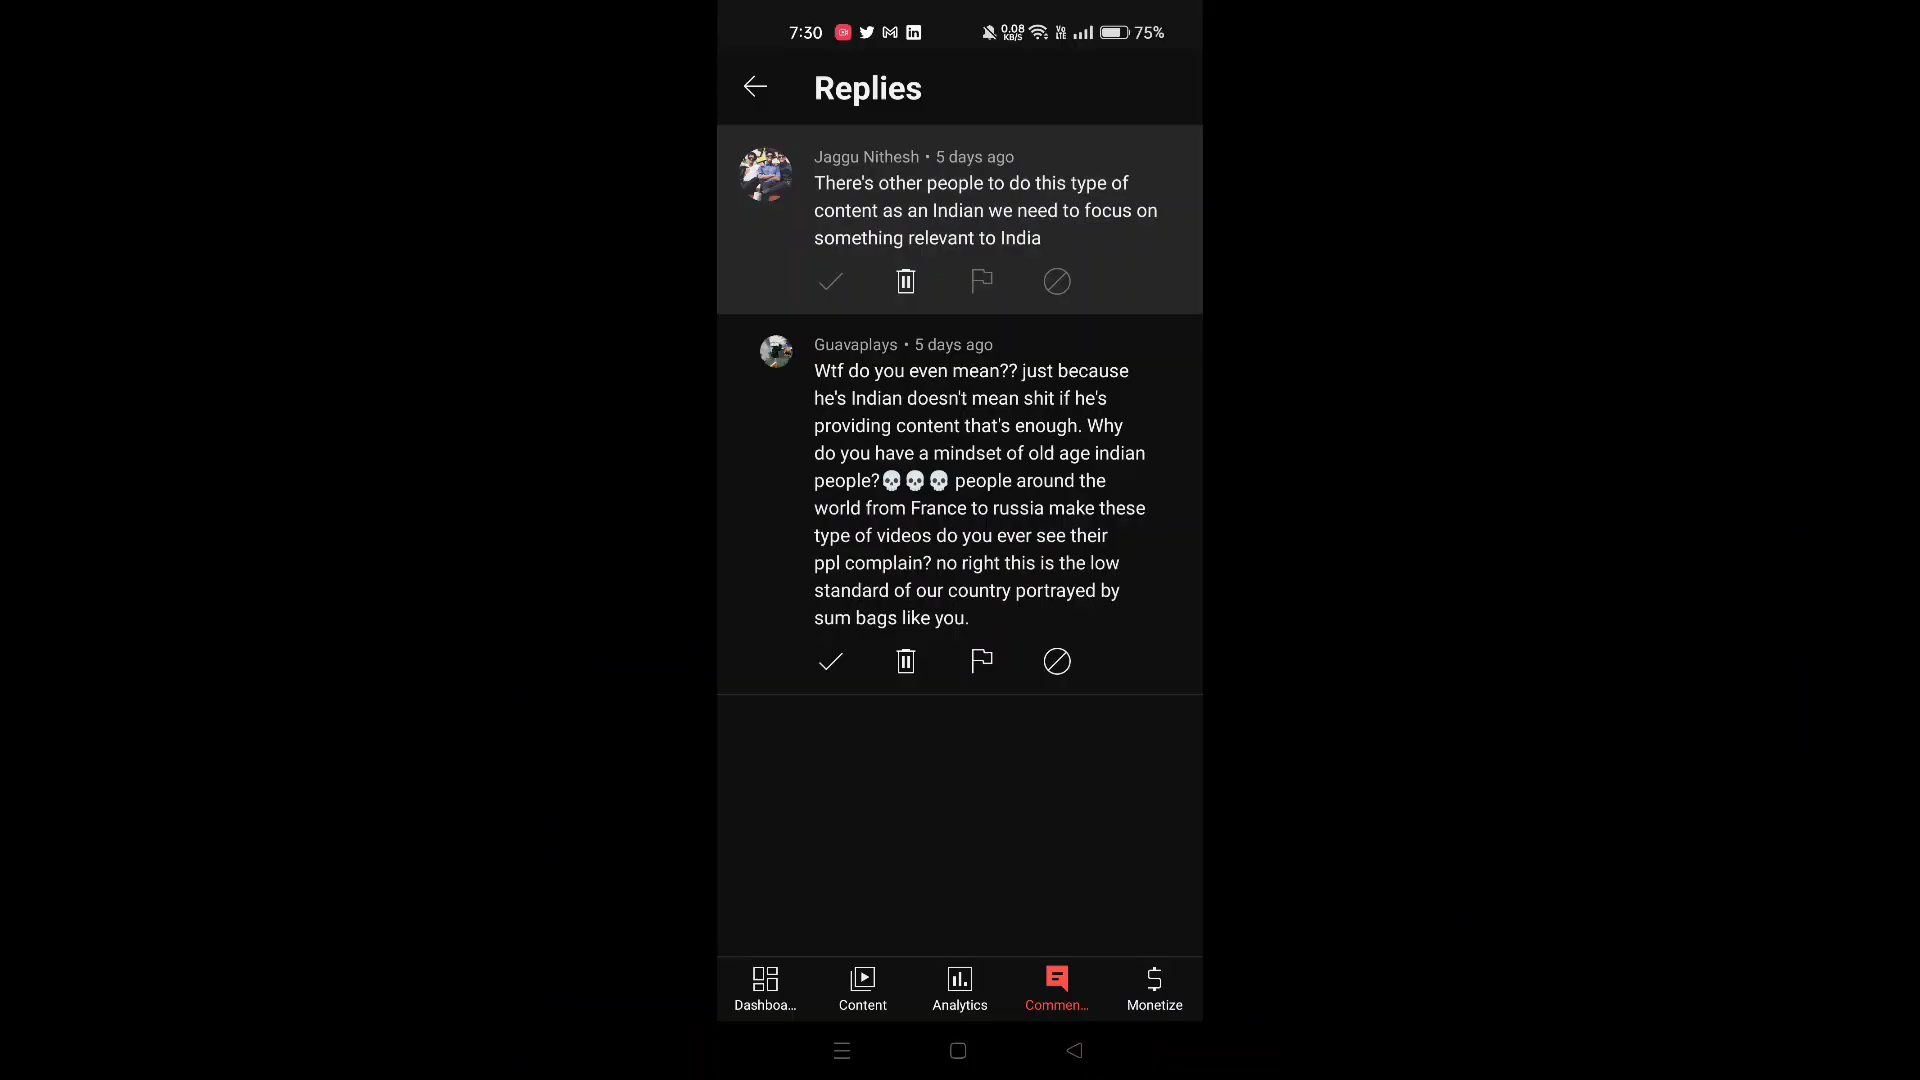 7:30 0.08 KB/S Vo LTE 75%
Replies
Jaggu Nithesh • 5 days ago
There's other people to do this type of
content as an Indian we need to focus on
something relevant to India
Guavaplays • 5 days ago
Wtf do you even mean?? just because
he's Indian doesn't mean shit if he's
providing content that's enough. Why
do you have a mindset of old age indian
people?💀💀💀 people around the
world from France to russia make these
type of videos do you ever see their
ppl complain? no right this is the low
standard of our country portrayed by
sum bags like you.
Dashboa... Content Analytics Commen... Monetize